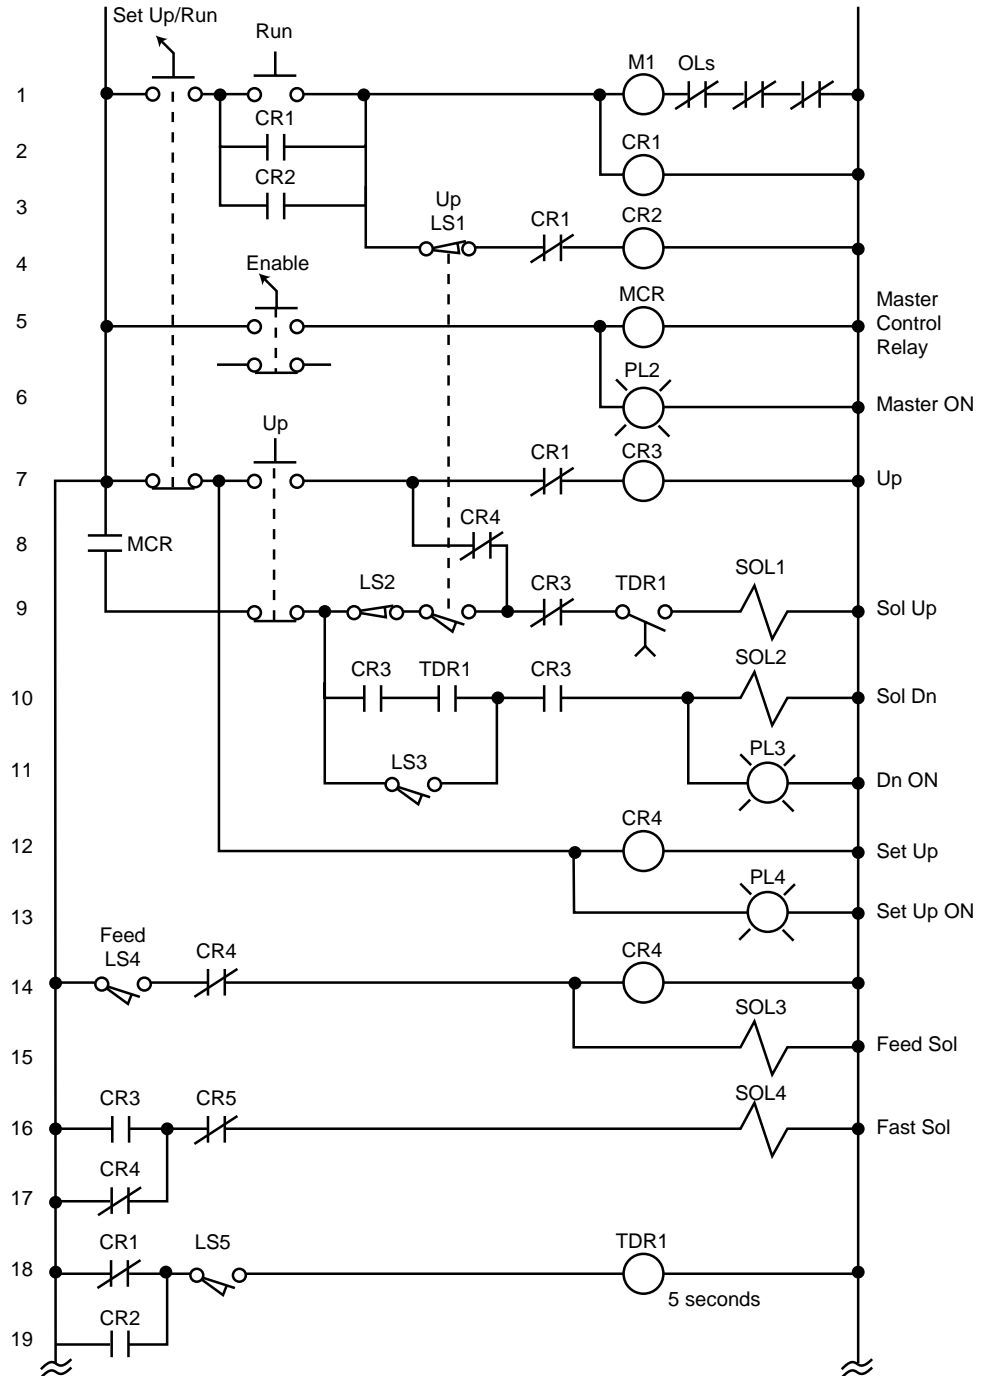 Set Up/Run
Run
M1 OLs
1
CR1
2
CR1
CR2
3
Up
LS1 CR1 CR2
4
Enable
5
MCR
Master
Control
Relay
PL2
6
Master ON
Up
CR1 CR3
7
Up
CR4
8
MCR
LS2 CR3 TDR1 SOL1
9
Sol Up
CR3 TDR1 CR3 SOL2
10
Sol Dn
LS3 PL3
11
Dn ON
CR4
12
Set Up
PL4
13
Set Up ON
Feed
LS4 CR4 CR4
14
SOL3
15
Feed Sol
CR3 CR5 SOL4
16
Fast Sol
CR4
17
CR1 LS5 TDR1
18
5 seconds
CR2
19